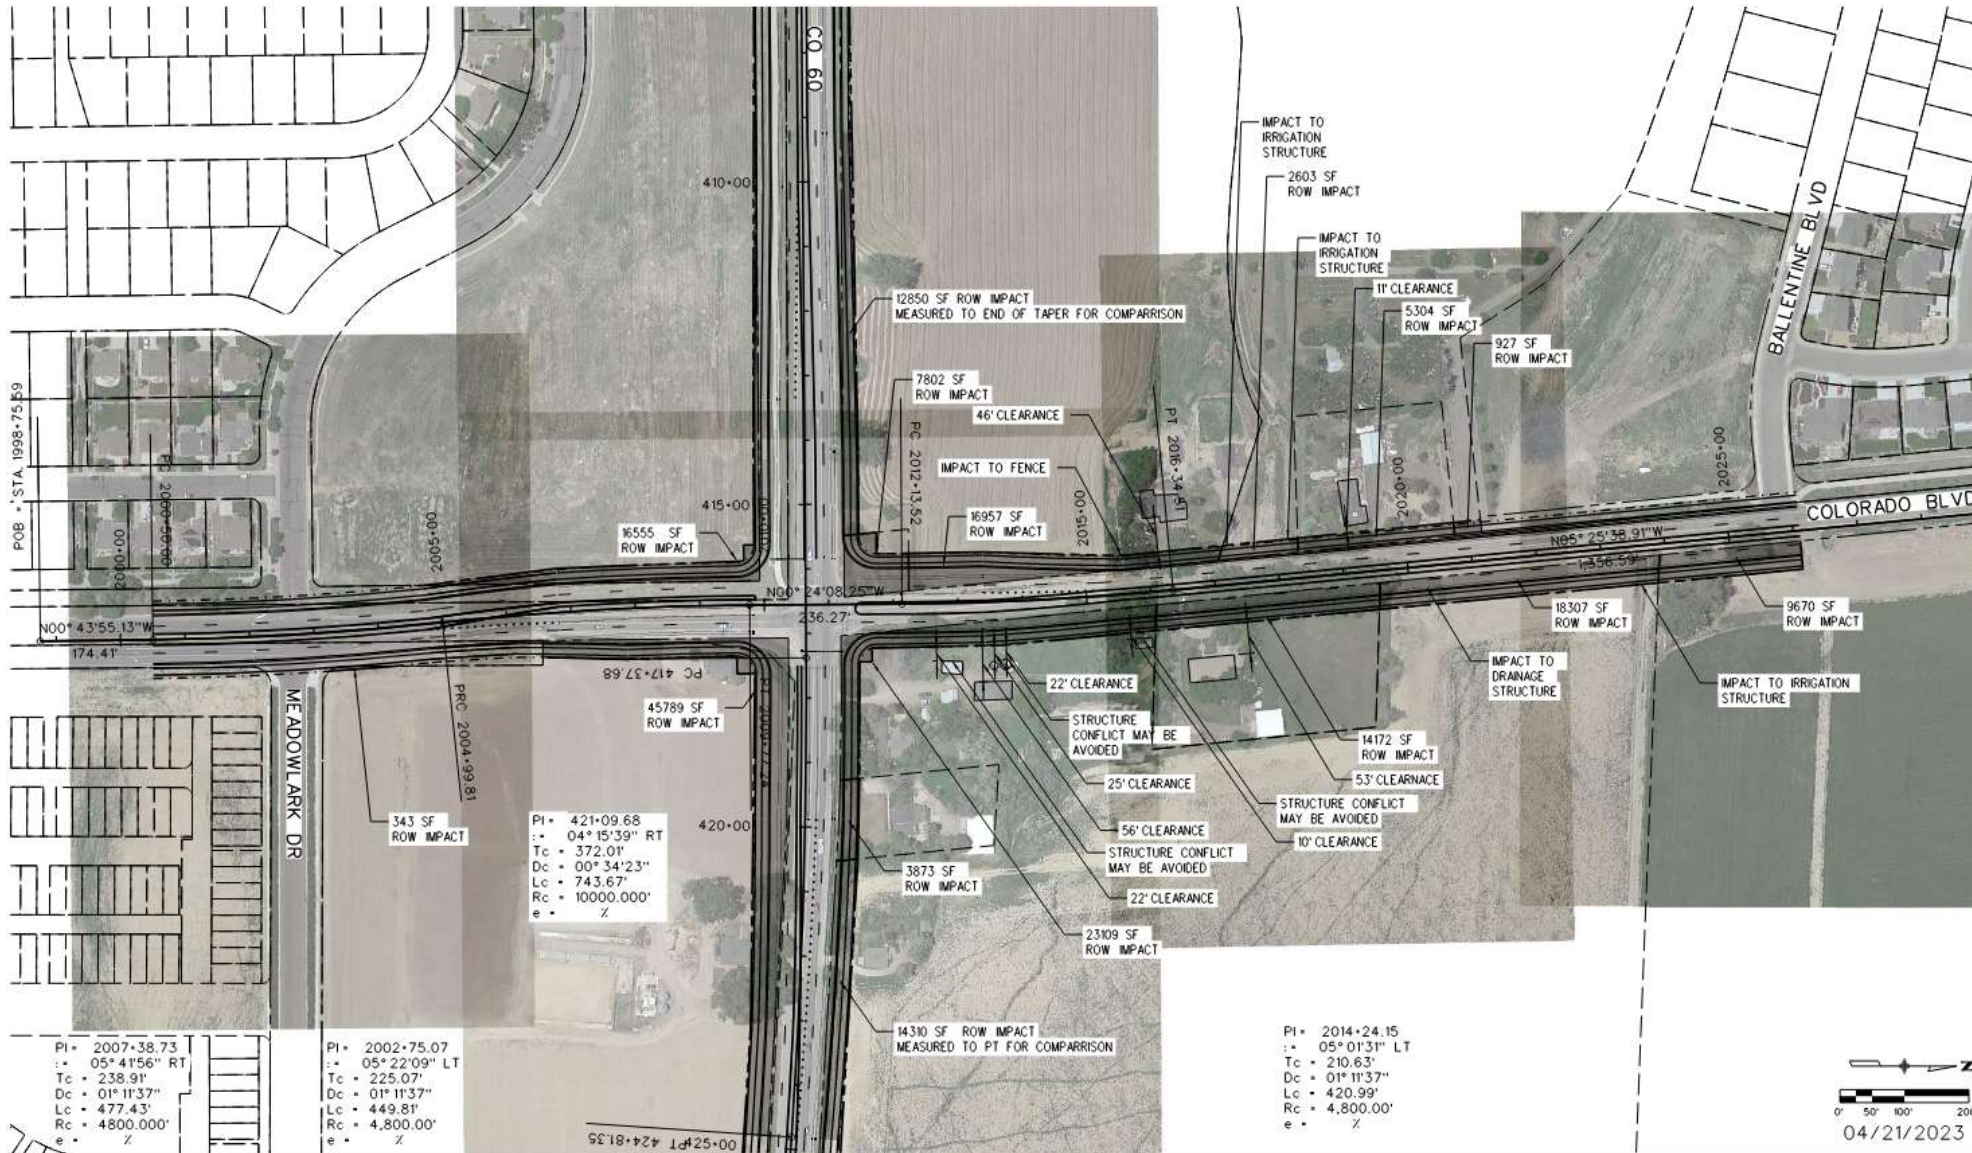 CO 60
410+00
IMPACT TO
IRRIGATION
STRUCTURE
2603 SF
ROW IMPACT
IMPACT TO
IRRIGATION
STRUCTURE
11' CLEARANCE
5304 SF
ROW IMPACT
927 SF
ROW IMPACT
BALLENTINE BLVD
12850 SF ROW IMPACT
MEASURED TO END OF TAPER FOR COMPARRISON
7802 SF
ROW IMPACT
46' CLEARANCE
IMPACT TO FENCE
PC 2012+13.52
PT 2016+34.51
16957 SF
ROW IMPACT
415+00
16555 SF
ROW IMPACT
POB = STA 1998+75.59
PC 2000+50.00
2000+00
2005+00
2015+00
2020+00
2025+00
COLORADO BLVD
N05° 25'38.91"W
1,356.59'
N00° 24'08.25"W
236.27'
N00° 43'55.13"W
174.41'
PC 417+37.68
18307 SF
ROW IMPACT
9670 SF
ROW IMPACT
IMPACT TO
DRAINAGE
STRUCTURE
IMPACT TO IRRIGATION
STRUCTURE
MEADOWLARK DR
PRC 2004+99.81
45789 SF
ROW IMPACT
22' CLEARANCE
STRUCTURE
CONFLICT MAY BE
AVOIDED
14172 SF
ROW IMPACT
25' CLEARANCE
53' CLEARNACE
STRUCTURE CONFLICT
MAY BE AVOIDED
343 SF
ROW IMPACT
420+00
56' CLEARANCE
10' CLEARANCE
STRUCTURE CONFLICT
MAY BE AVOIDED
3873 SF
ROW IMPACT
22' CLEARANCE
23109 SF
ROW IMPACT
PI= 421+09.68
:= 04° 15'39" RT
Tc = 372.01'
Dc = 00° 34'23"
Lc = 743.67'
Rc = 10000.000'
e = %
14310 SF ROW IMPACT
MEASURED TO PT FOR COMPARRISON
PI= 2007+38.73
:= 05° 41'56" RT
Tc = 238.91'
Dc = 01° 11'37"
Lc = 477.43'
Rc = 4800.000'
e = %
PI= 2002+75.07
:= 05° 22'09" LT
Tc = 225.07'
Dc = 01° 11'37"
Lc = 449.81'
Rc = 4,800.00'
e = %
PI= 2014+24.15
:= 05° 01'31" LT
Tc = 210.63'
Dc = 01° 11'37"
Lc = 420.99'
Rc = 4,800.00'
e = %
PT 424+81.35
N
0' 50' 100' 200
04/21/2023